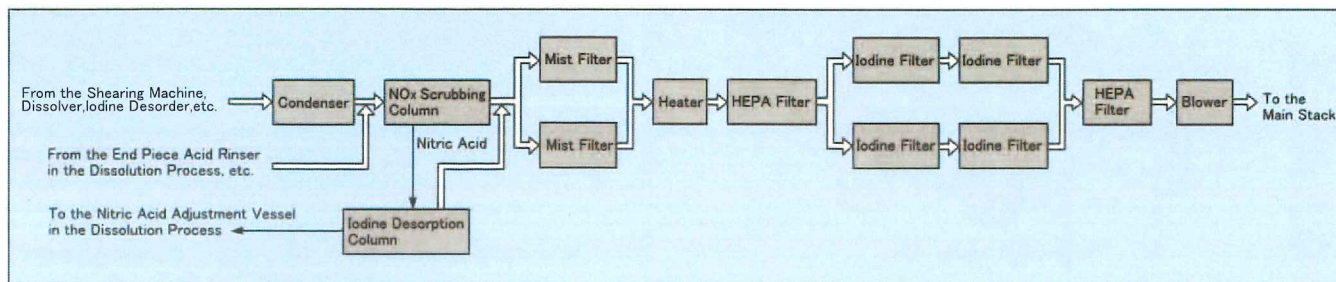 From the Shearing Machine,
Dissolver,Iodine Desorder,etc.
Condenser
NOx Scrubbing
Column
Mist Filter
Mist Filter
Heater
HEPA Filter
Iodine Filter
Iodine Filter
Iodine Filter
Iodine Filter
HEPA
Filter
Blower
To the
Main Stack
From the End Piece Acid Rinser
in the Dissolution Process, etc.
Nitric Acid
To the Nitric Acid Adjustment Vessel
in the Dissolution Process
Iodine Desorption
Column